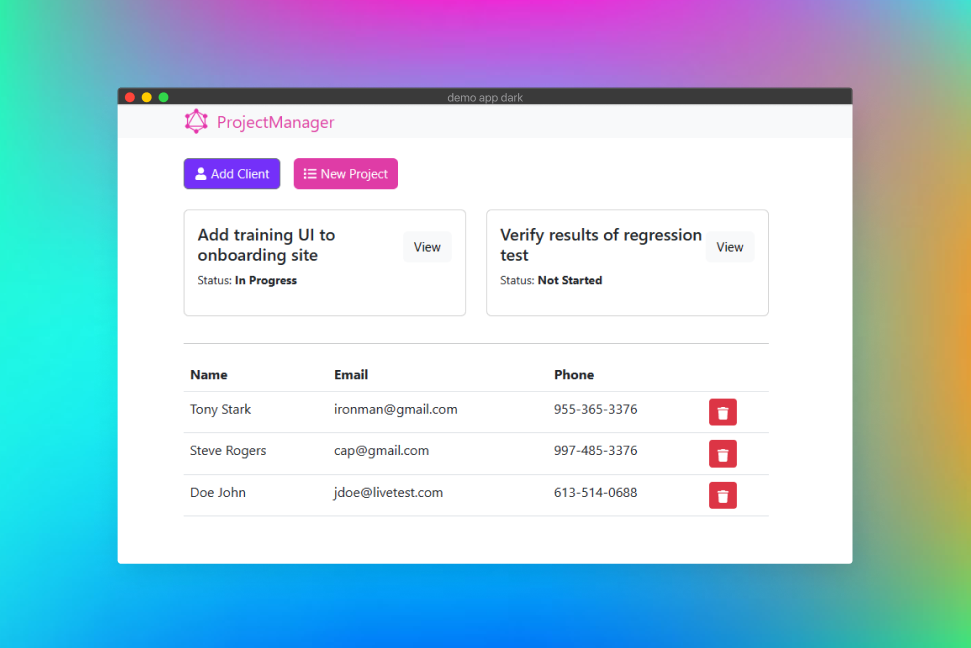 demo app dark
ProjectManager
Add Client New Project
Add training UI to
onboarding site
View
Status: In Progress
Verify results of regression
test
View
Status: Not Started
Name Email Phone
Tony Stark ironman@gmail.com 955-365-3376
Steve Rogers cap@gmail.com 997-485-3376
Doe John jdoe@livetest.com 613-514-0688